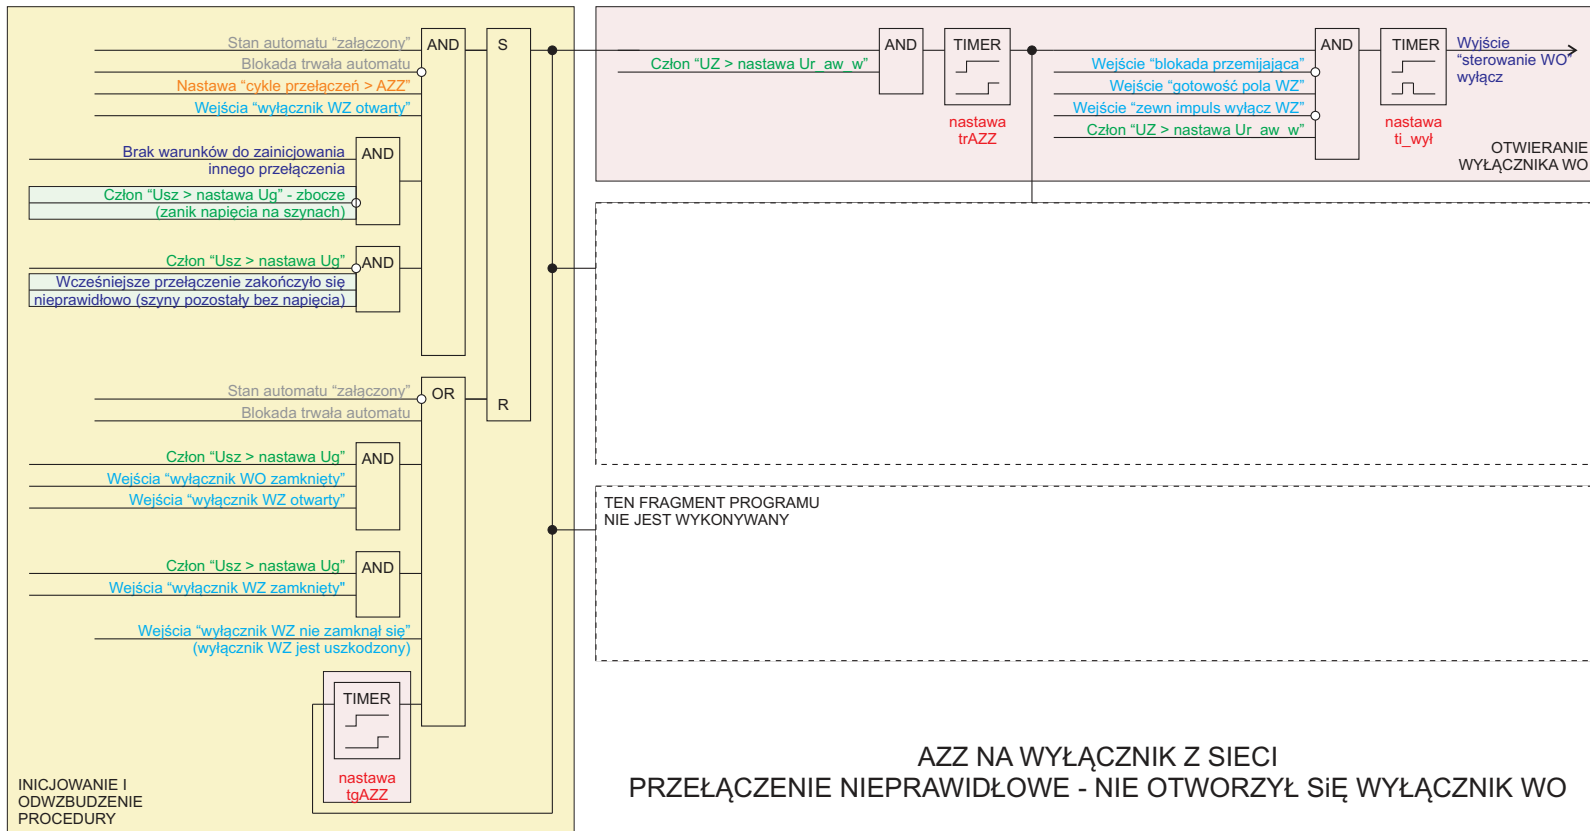 Stan automatu “załączony”
Blokada trwała automatu
Nastawa “cykle przełączeń > AZZ”
Wejścia “wyłącznik WZ otwarty”
AND
S
Brak warunków do zainicjowania
innego przełączenia
AND
Człon “Usz > nastawa Ug” - zbocze
(zanik napięcia na szynach)
Człon “Usz > nastawa Ug”
AND
Wcześniejsze przełączenie zakończyło się
nieprawidłowo (szyny pozostały bez napięcia)
Stan automatu “załączony”
OR
R
Blokada trwała automatu
Człon “Usz > nastawa Ug”
AND
Wejścia “wyłącznik WO zamknięty”
Wejścia “wyłącznik WZ otwarty”
Człon “Usz > nastawa Ug”
AND
Wejścia “wyłącznik WZ zamknięty"
Wejścia “wyłącznik WZ nie zamknął się”
(wyłącznik WZ jest uszkodzony)
TIMER
nastawa
tgAZZ
INICJOWANIE I
ODWZBUDZENIE
PROCEDURY
Człon “UZ > nastawa Ur_aw_w”
AND
TIMER
nastawa
trAZZ
Wejście “blokada przemijająca”
Wejście “gotowość pola WZ”
Wejście “zewn impuls wyłącz WZ”
Człon “UZ > nastawa Ur_aw_w”
AND
TIMER
nastawa
ti_wył
Wyjście
“sterowanie WO”
wyłącz
OTWIERANIE
WYŁĄCZNIKA WO
TEN FRAGMENT PROGRAMU
NIE JEST WYKONYWANY
AZZ NA WYŁĄCZNIK Z SIECI
PRZEŁĄCZENIE NIEPRAWIDŁOWE - NIE OTWORZYŁ SiĘ WYŁĄCZNIK WO